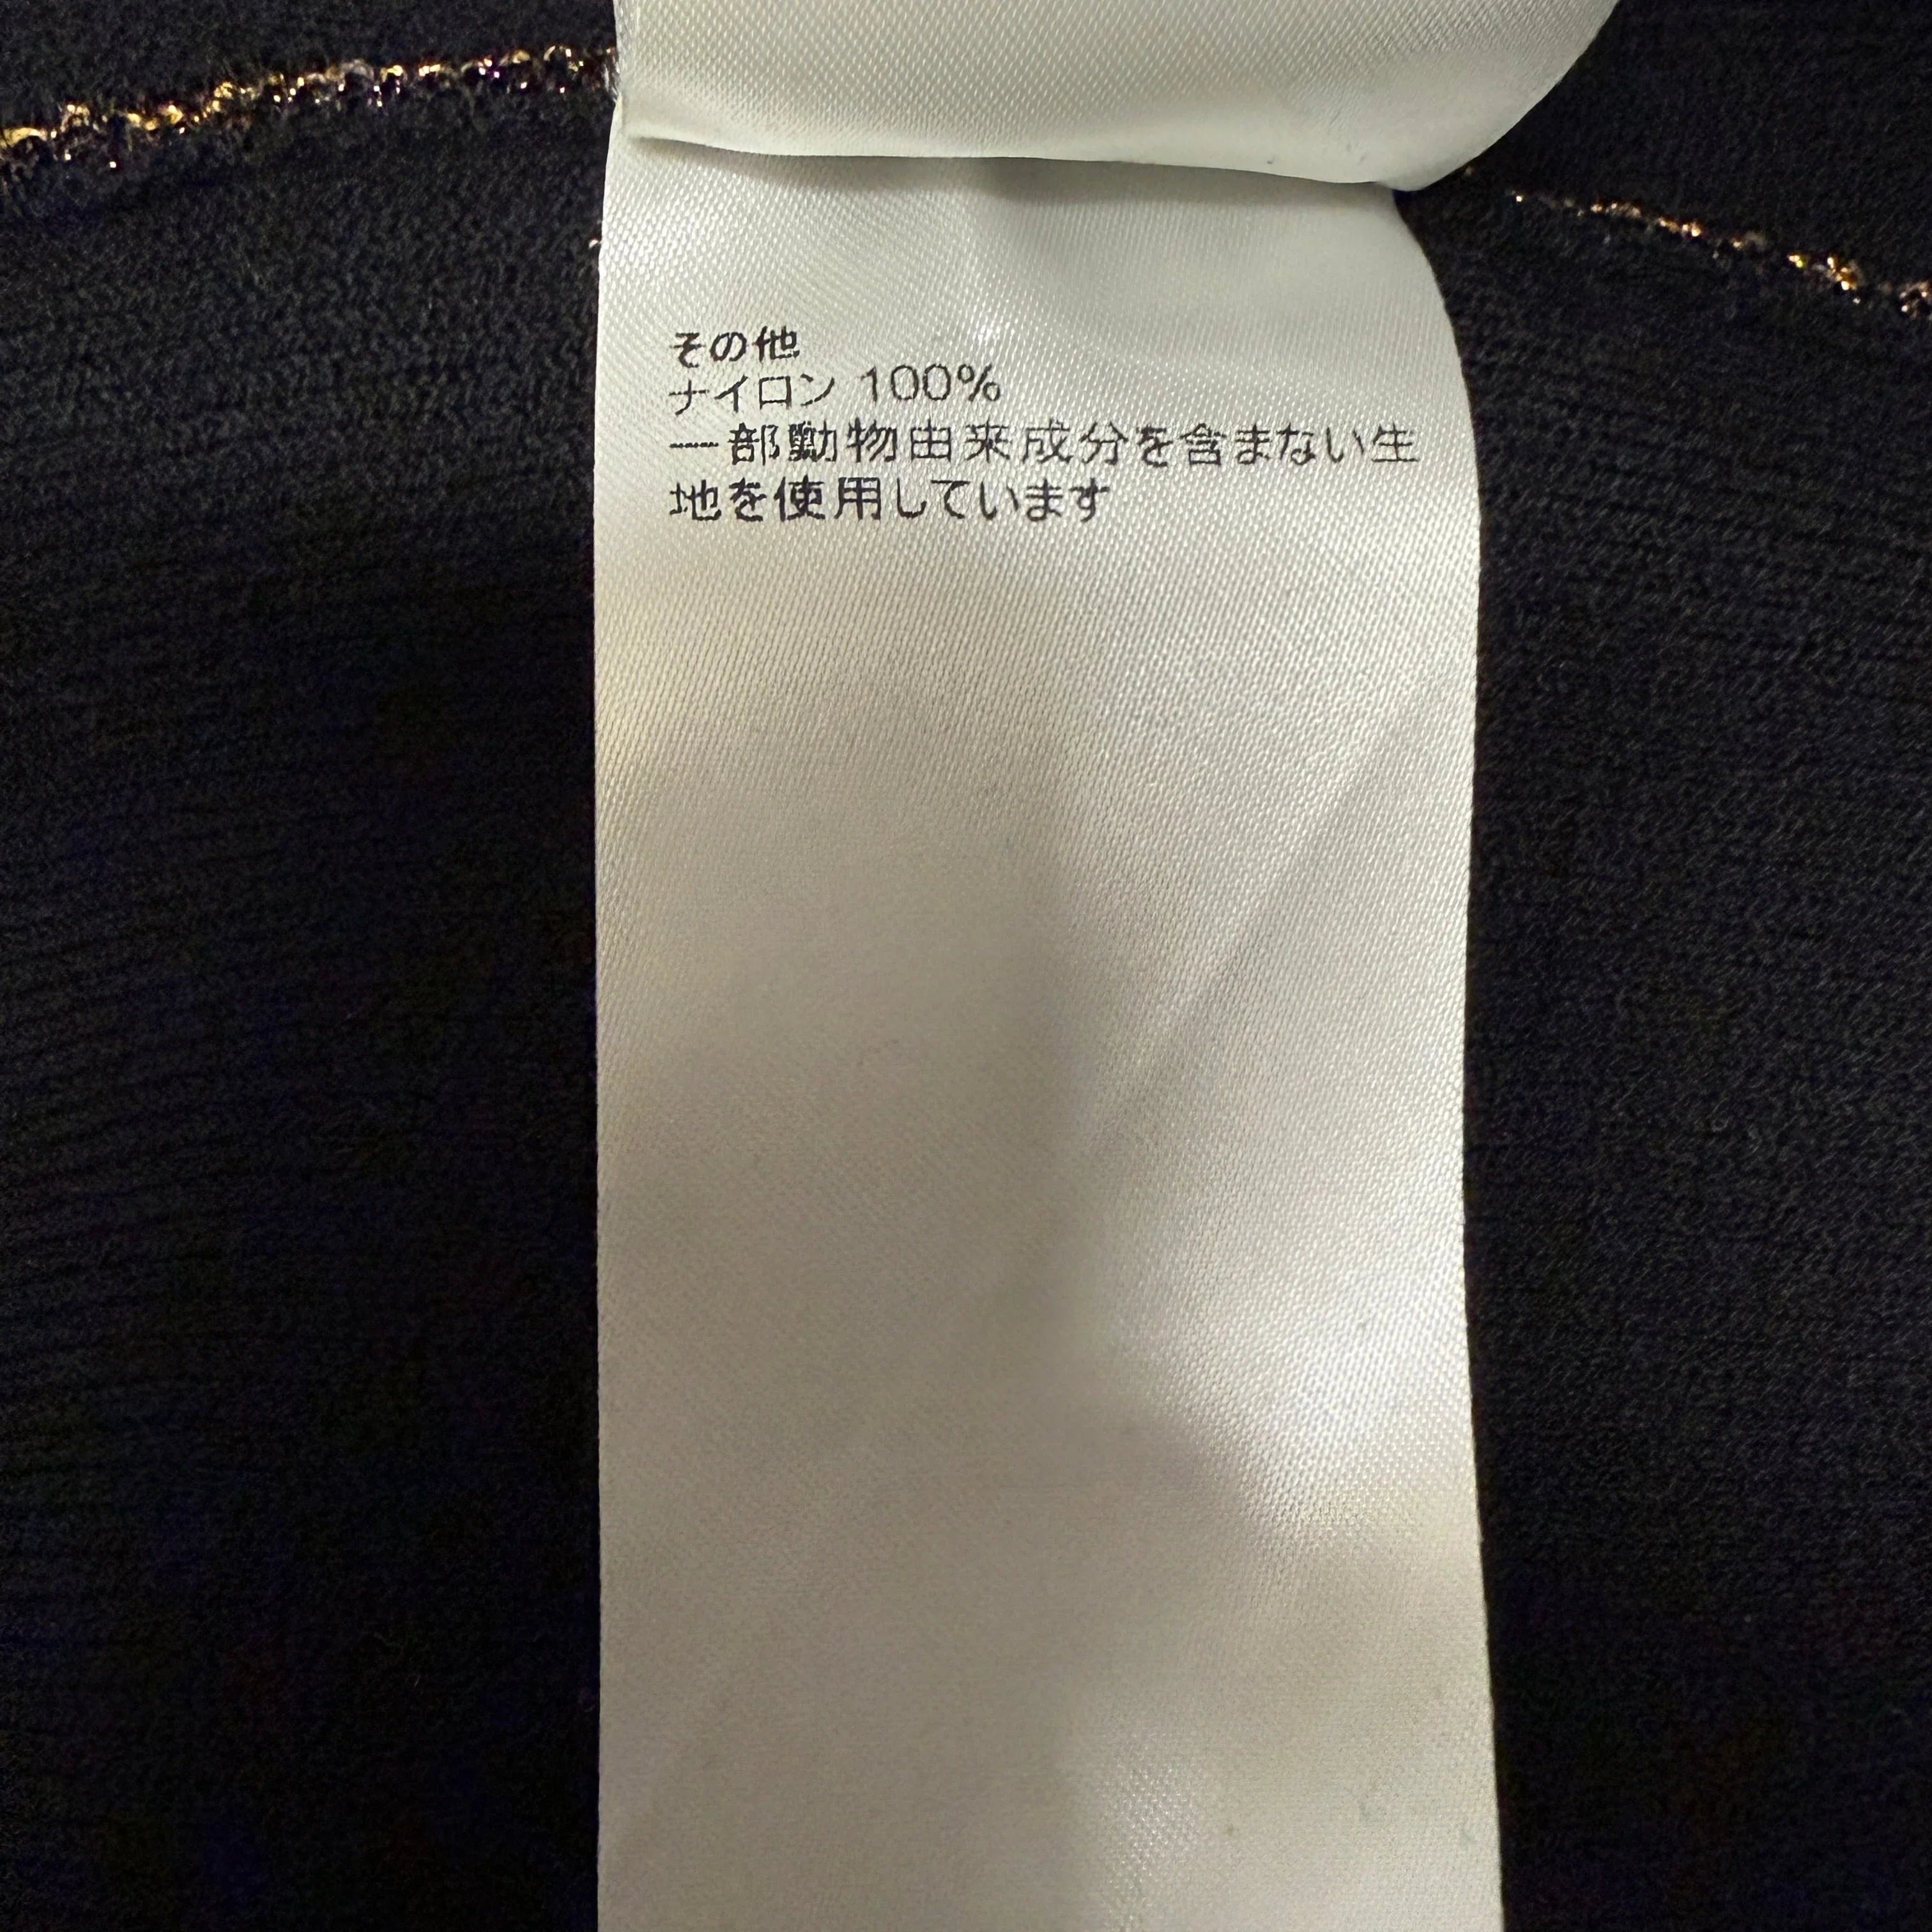 その他
ナイロン 100%
一部動物由来成分を含まない生
地を使用しています